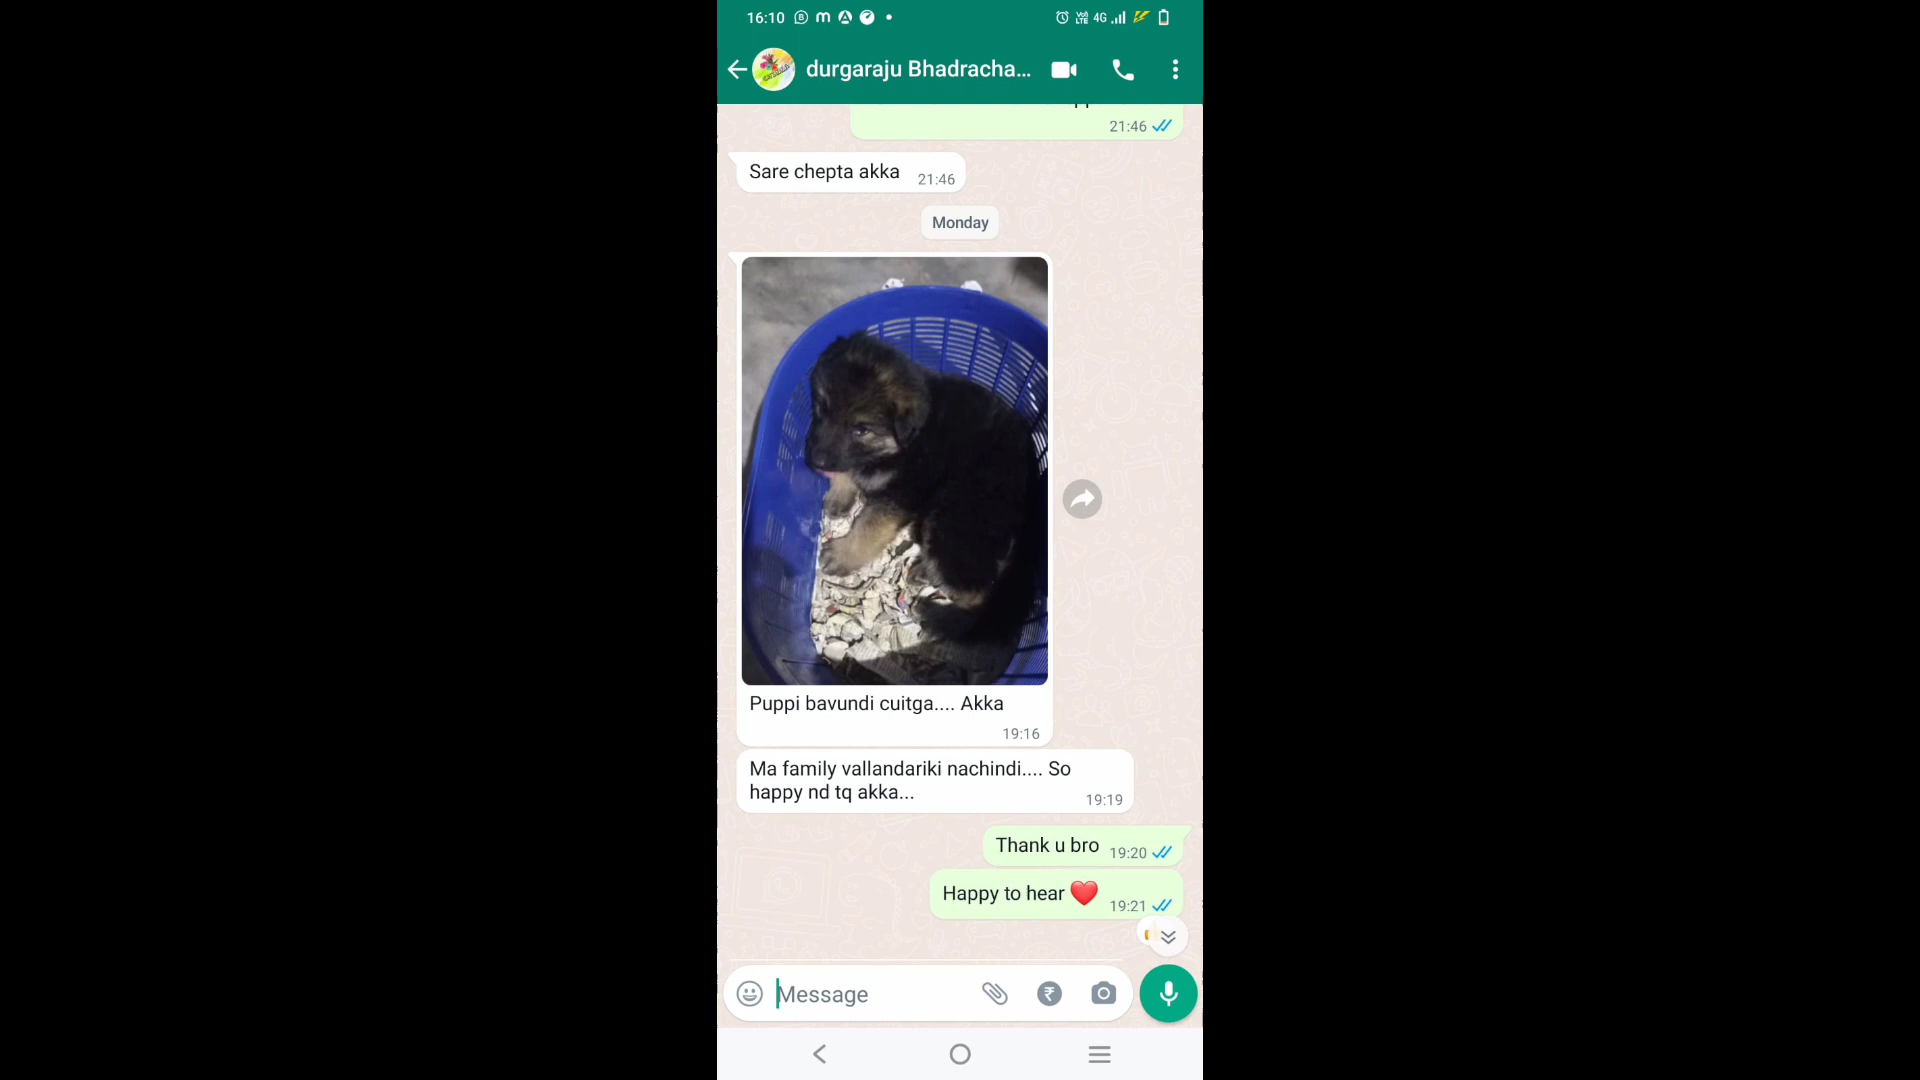 16:10
4G
durgaraju Bhadracha...
21:46
Sare chepta akka 21:46
Monday
Puppi bavundi cuitga.... Akka
19:16
Ma family vallandariki nachindi.... So
happy nd tq akka...
19:19
Thank u bro 19:20
Happy to hear ❤️ 19:21
Message